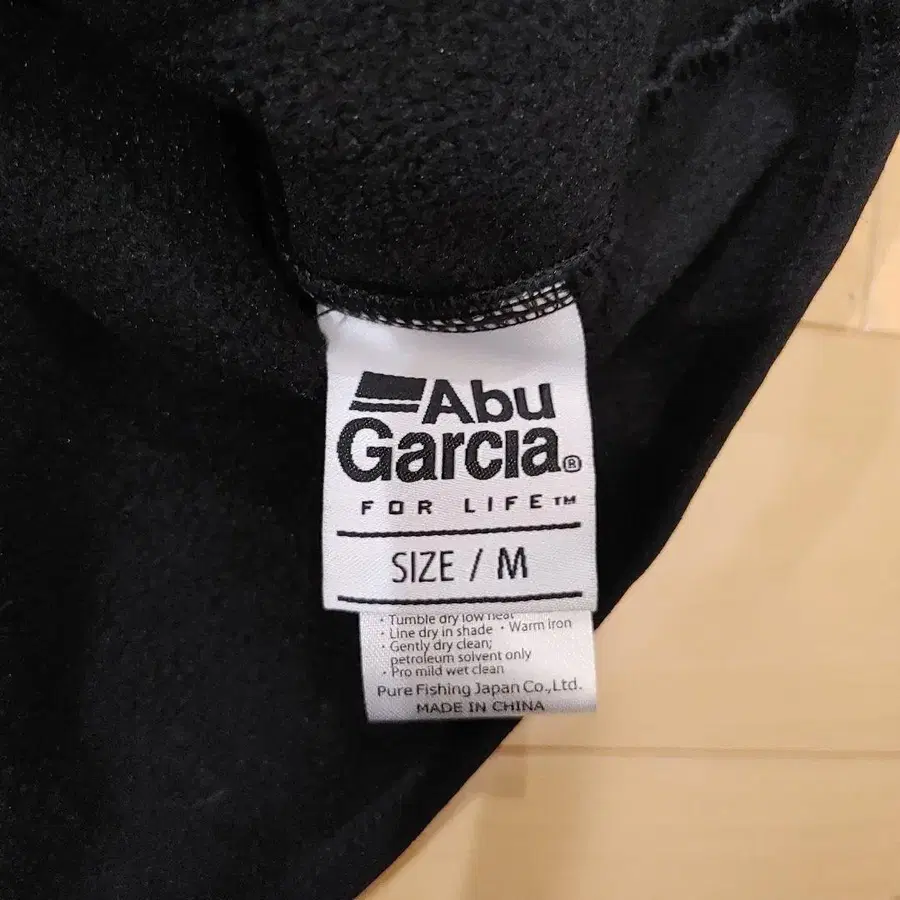 Abu
Garcia®
FOR LIFE™
SIZE / M
· Tumble dry low heat
· Line dry in shade · Warm iron
· Gently dry clean;
petroleum solvent only
· Pro mild wet clean
Pure Fishing Japan Co.,Ltd.
MADE IN CHINA